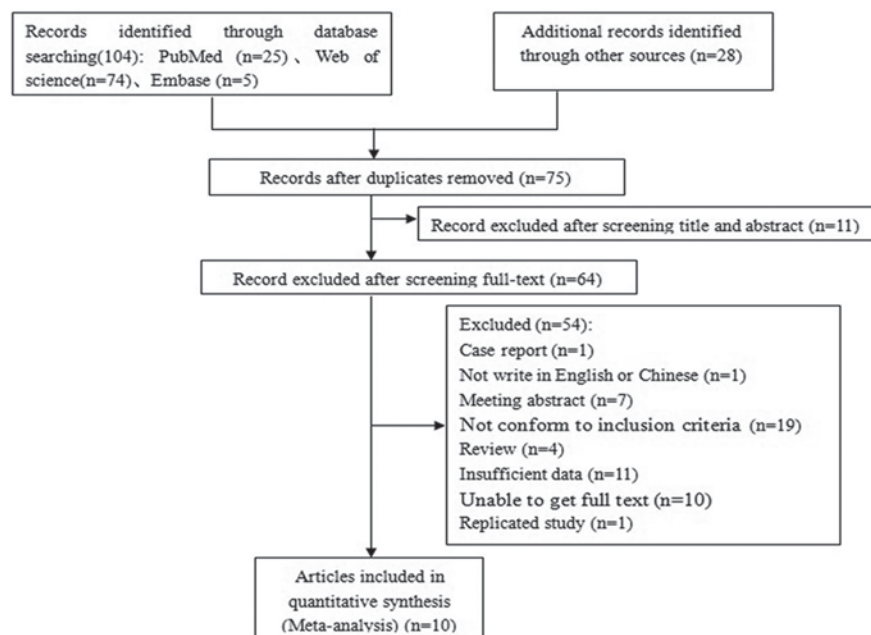 Records identified through database
searching(104): PubMed (n=25)、Web of
science(n=74)、Embase (n=5)
Additional records identified
through other sources (n=28)
Records after duplicates removed (n=75)
Record excluded after screening title and abstract (n=11)
Record excluded after screening full-text (n=64)
Excluded (n=54):
Case report (n=1)
Not write in English or Chinese (n=1)
Meeting abstract (n=7)
Not conform to inclusion criteria (n=19)
Review (n=4)
Insufficient data (n=11)
Unable to get full text (n=10)
Replicated study (n=1)
Articles included in
quantitative synthesis
(Meta-analysis) (n=10)